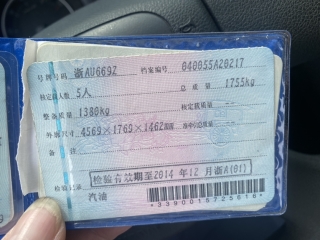 号牌号码 浙AU669Z 档案编号 040055A20217
核定载人数 5人 总质量 1755kg
整备质量 1380kg 核定载质量 --
外廓尺寸 4569×1769×1462mm 准牵引总质量 --
备注
检验有效期至2014年12月浙A(01)
检验记录
汽油
*3390015725618*